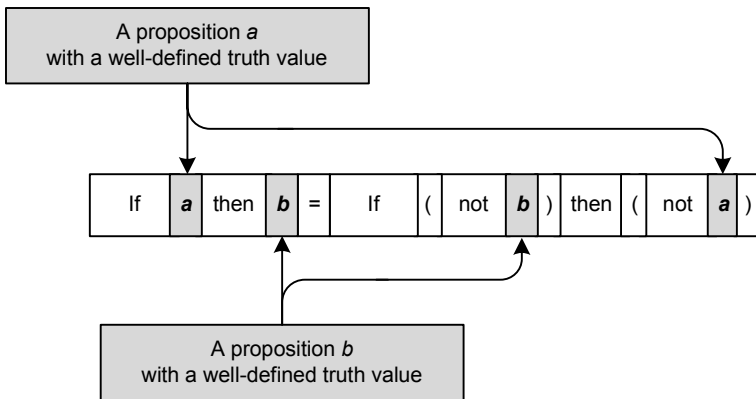 A proposition a
with a well-defined truth value
If a then b = If ( not b ) then ( not a )
A proposition b
with a well-defined truth value